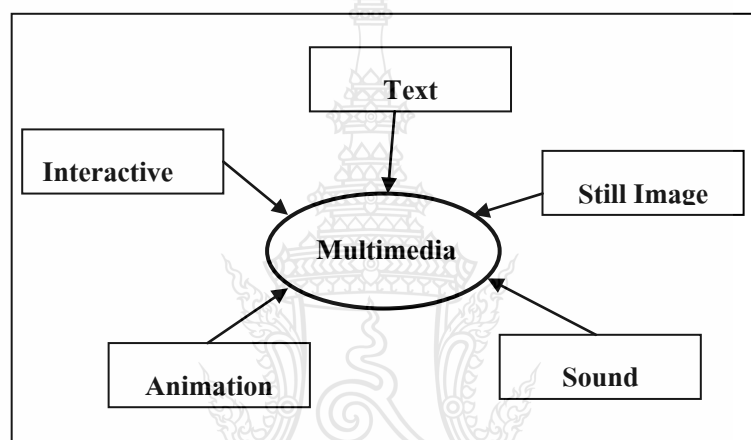 Text
Interactive
Still Image
Multimedia
Animation
Sound